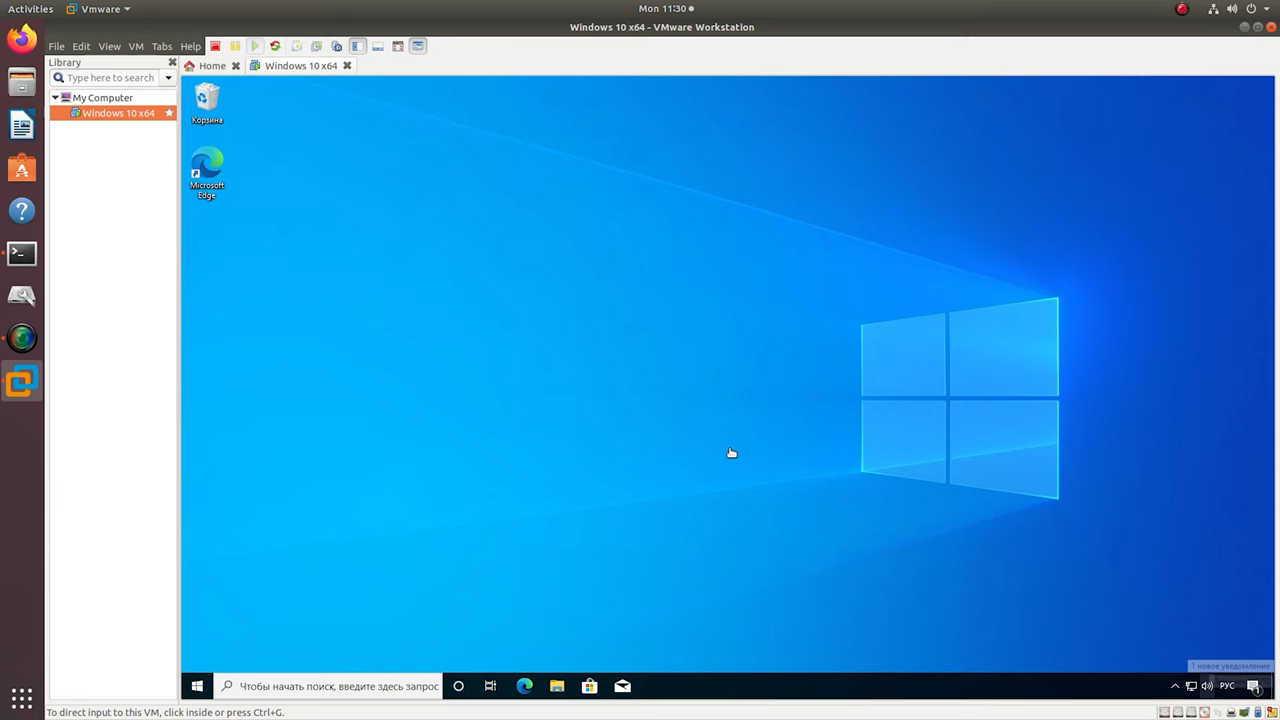 Activities
VMware
Mon 11:30
Windows 10 x64 - VMware Workstation
File Edit View VM Tabs Help
Library
Home
Windows 10 x64
Type here to search
My Computer
Windows 10 x64
Корзина
Microsoft
Edge
1 новое уведомление
Чтобы начать поиск, введите здесь запрос
РУС
1
To direct input to this VM, click inside or press Ctrl+G.